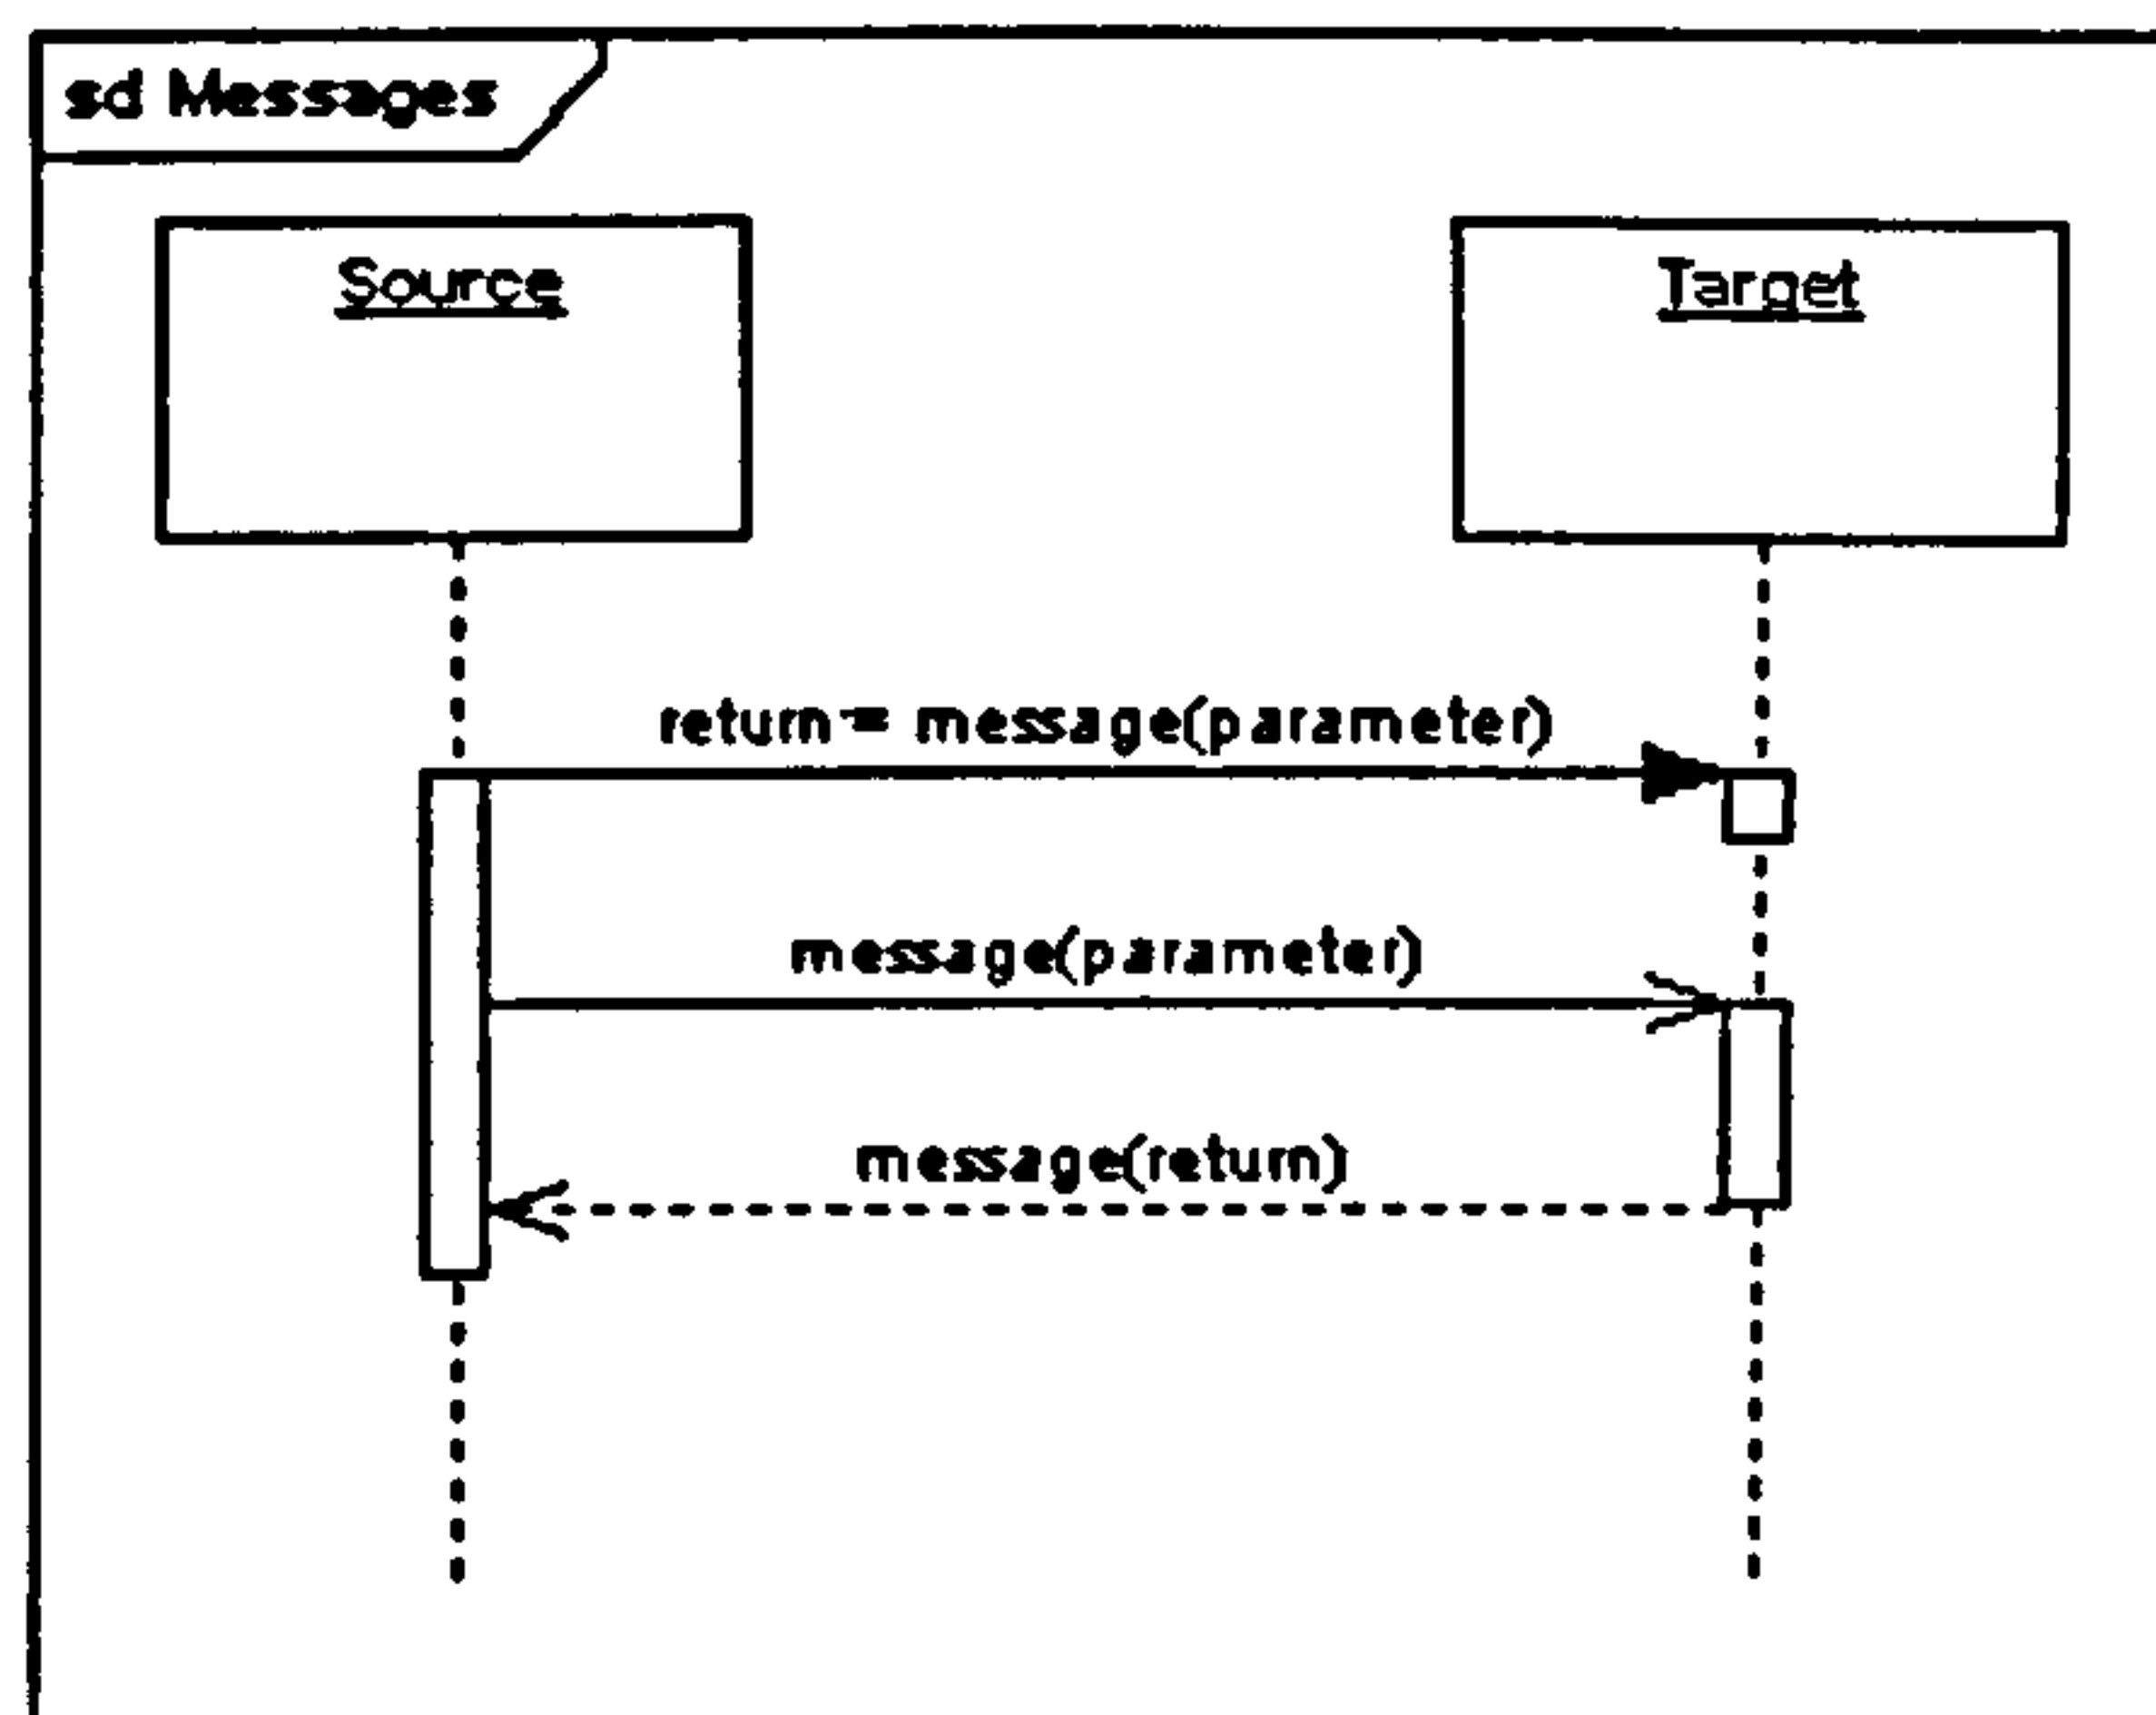 sd Messages
Source
Target
return= message(parameter)
message(parameter)
message(return)